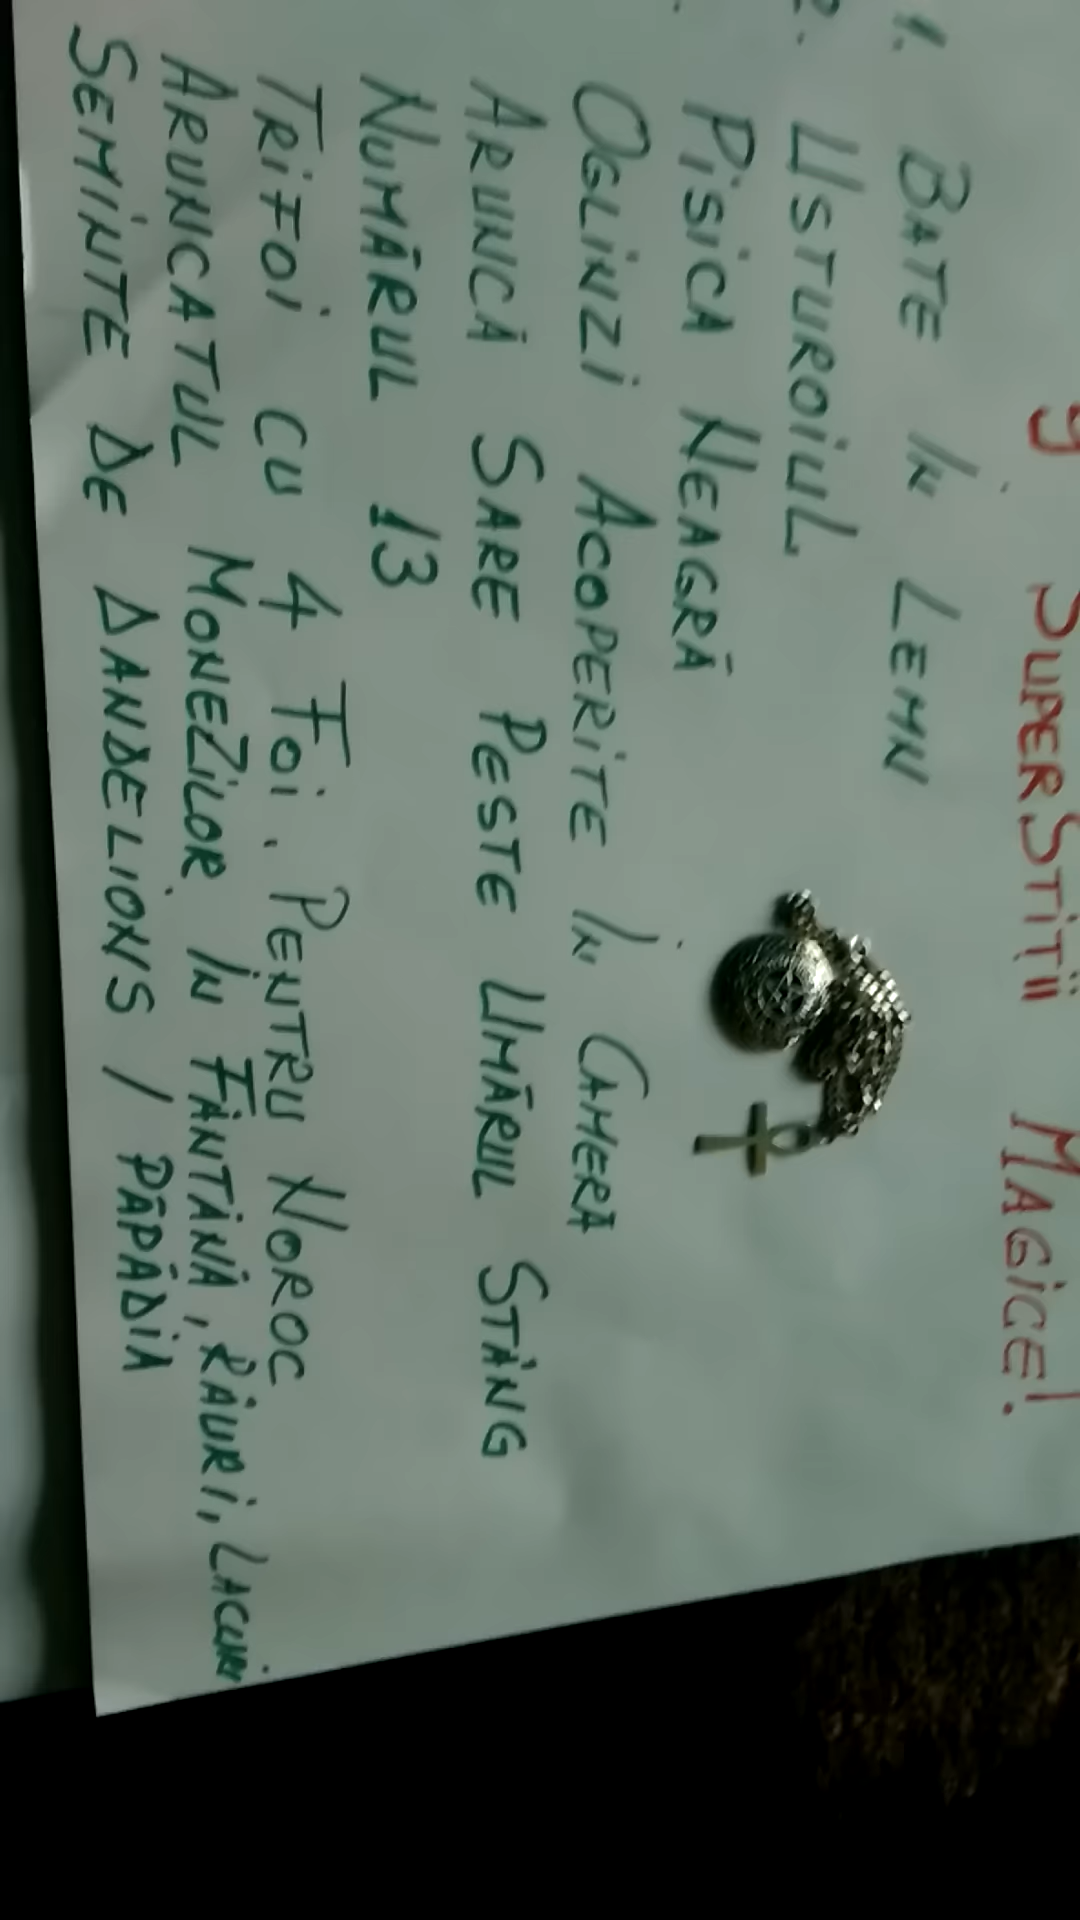 9 SUPERSTIȚII MAGICE!
1. BATE ÎN LEMN
2. USTUROIUL
PISICA NEAGRĂ
OGLINZI ACOPERITE ÎN CAMERĂ
ARUNCĂ SARE PESTE UMĂRUL STÂNG
NUMĂRUL 13
TRIFOI CU 4 FOI. PENTRU NOROC
ARUNCATUL MONEZILOR ÎN FÂNTÂNĂ, RÂURI, LACURI
SEMINTE DE DANDELIONS / PĂPĂDIA